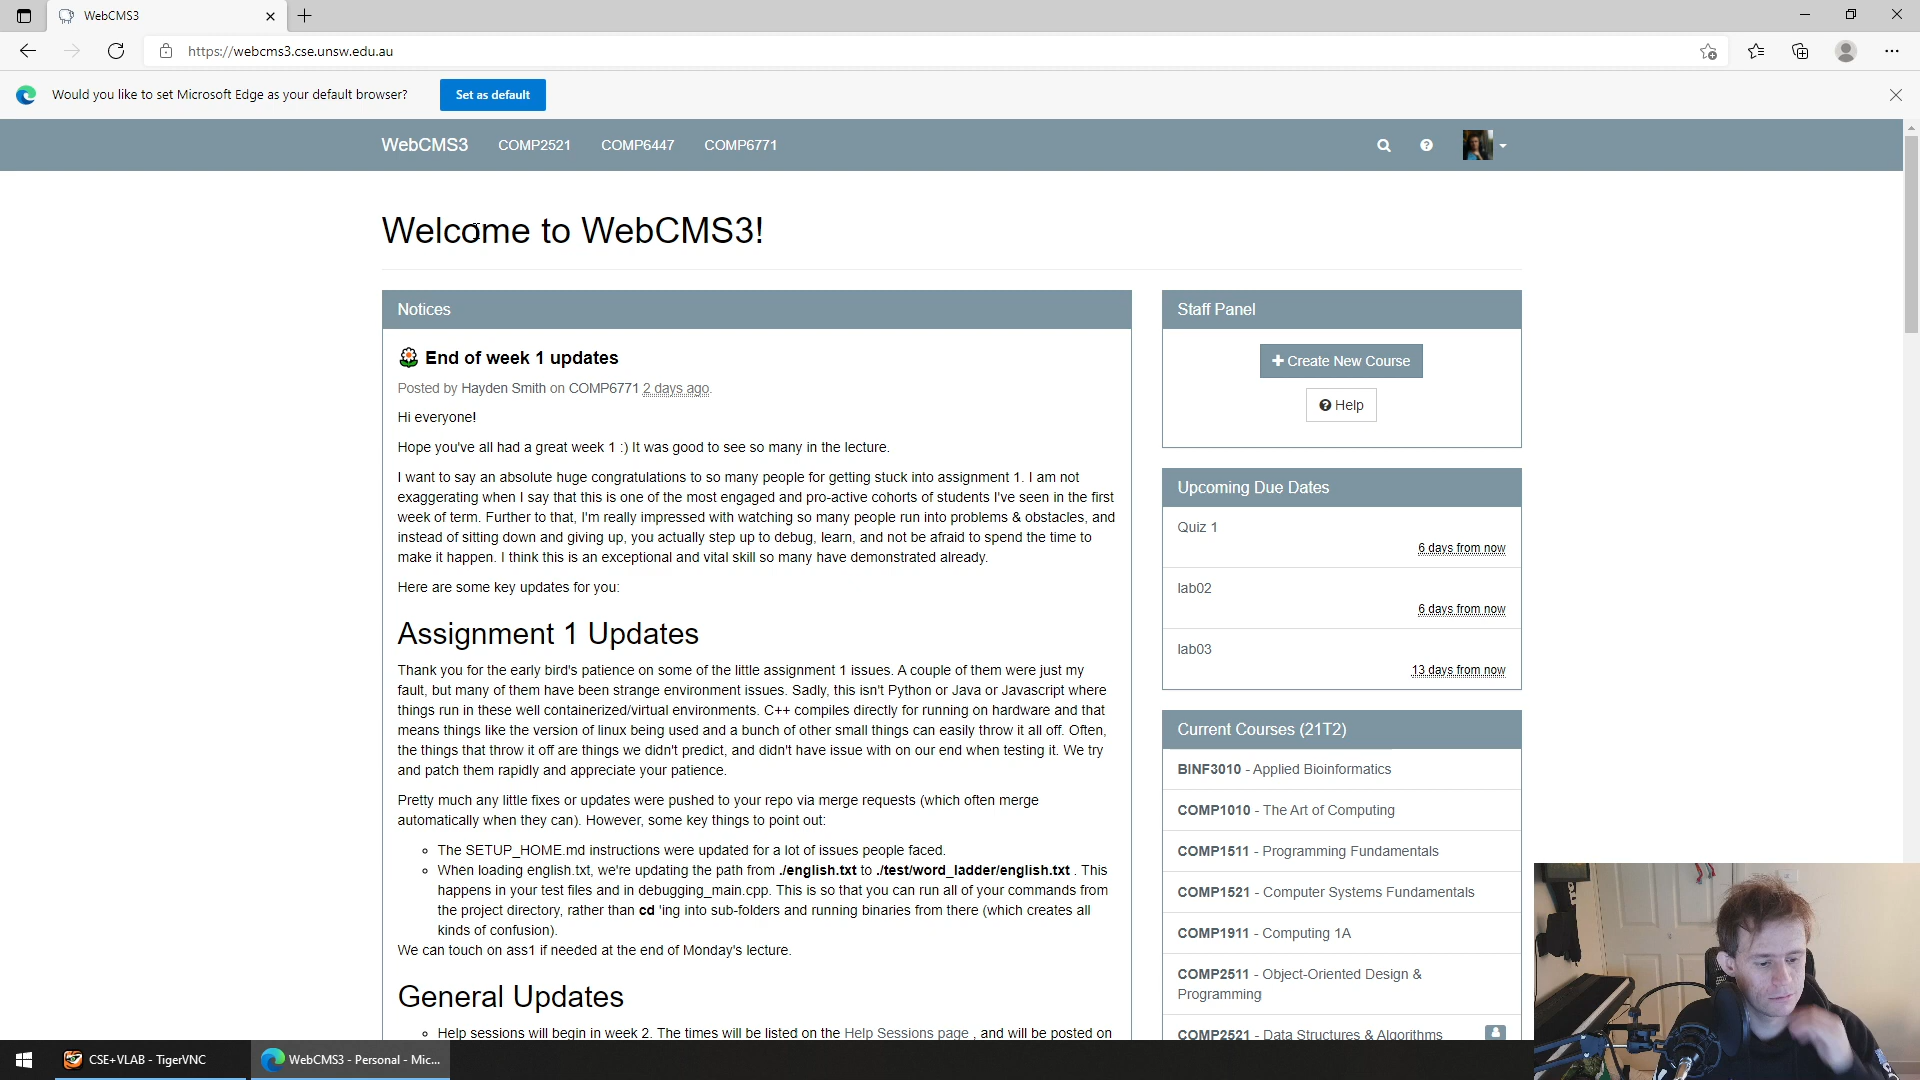 WebCMS3
https://webcms3.cse.unsw.edu.au
Would you like to set Microsoft Edge as your default browser?
Set as default
WebCMS3 COMP2521 COMP6447 COMP6771
Welcome to WebCMS3!
Notices
End of week 1 updates
Posted by Hayden Smith on COMP6771 2 days ago.
Hi everyone!
Hope you've all had a great week 1 :) It was good to see so many in the lecture.
I want to say an absolute huge congratulations to so many people for getting stuck into assignment 1. I am not
exaggerating when I say that this is one of the most engaged and pro-active cohorts of students I've seen in the first
week of term. Further to that, I'm really impressed with watching so many people run into problems & obstacles, and
instead of sitting down and giving up, you actually step up to debug, learn, and not be afraid to spend the time to
make it happen. I think this is an exceptional and vital skill so many have demonstrated already.
Here are some key updates for you:
Assignment 1 Updates
Thank you for the early bird's patience on some of the little assignment 1 issues. A couple of them were just my
fault, but many of them have been strange environment issues. Sadly, this isn't Python or Java or Javascript where
things run in these well containerized/virtual environments. C++ compiles directly for running on hardware and that
means things like the version of linux being used and a bunch of other small things can easily throw it all off. Often,
the things that throw it off are things we didn't predict, and didn't have issue with on our end when testing it. We try
and patch them rapidly and appreciate your patience.
Pretty much any little fixes or updates were pushed to your repo via merge requests (which often merge
automatically when they can). However, some key things to point out:
The SETUP_HOME.md instructions were updated for a lot of issues people faced.
When loading english.txt, we're updating the path from ./english.txt to ./test/word_ladder/english.txt . This
happens in your test files and in debugging_main.cpp. This is so that you can run all of your commands from
the project directory, rather than cd 'ing into sub-folders and running binaries from there (which creates all
kinds of confusion).
We can touch on ass1 if needed at the end of Monday's lecture.
General Updates
Help sessions will begin in week 2. The times will be listed on the Help Sessions page , and will be posted on
Staff Panel
+ Create New Course
Help
Upcoming Due Dates
Quiz 1
6 days from now
lab02
6 days from now
lab03
13 days from now
Current Courses (21T2)
BINF3010 - Applied Bioinformatics
COMP1010 - The Art of Computing
COMP1511 - Programming Fundamentals
COMP1521 - Computer Systems Fundamentals
COMP1911 - Computing 1A
COMP2511 - Object-Oriented Design &
Programming
COMP2521 - Data Structures & Algorithms
CSE+VLAB - TigerVNC
WebCMS3 - Personal - Mic...